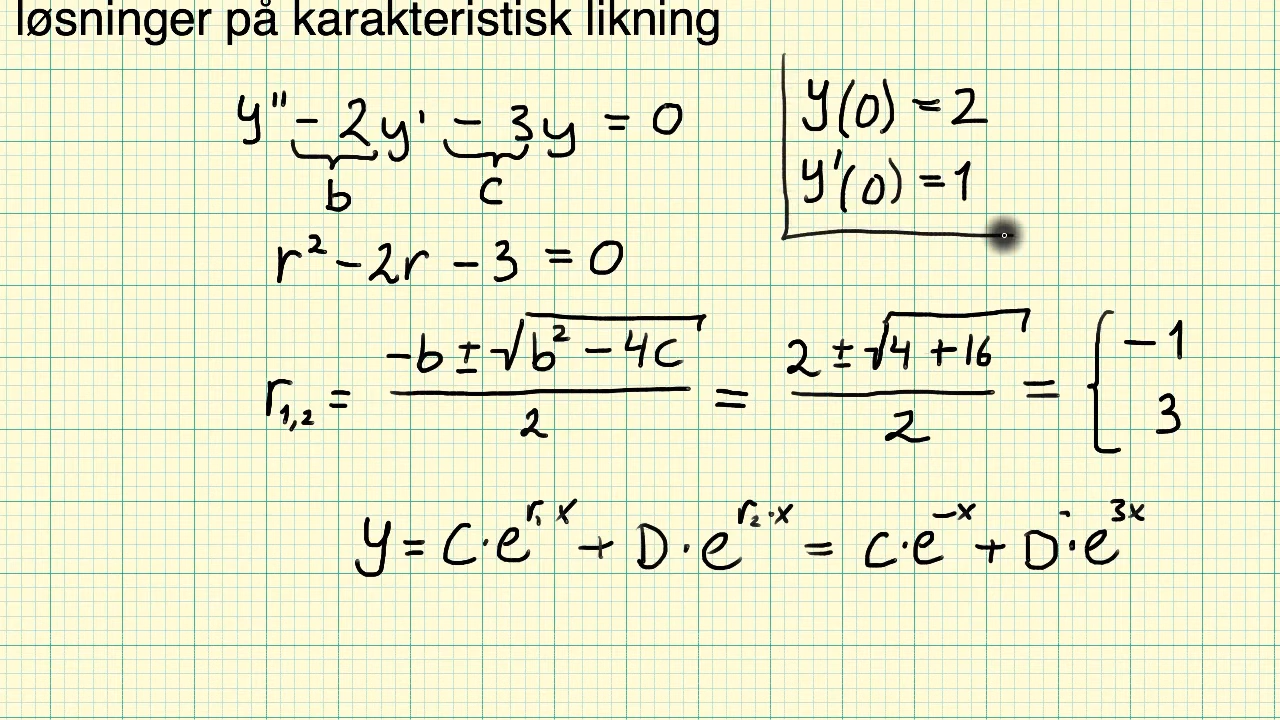 løsninger på karakteristisk likning
y'' - 2y' - 3y = 0
b c
y(0) = 2
y'(0) = 1
r² - 2r - 3 = 0
r₁,₂ = (-b ± √(b² - 4c))/2 = (2 ± √(4 + 16))/2 = { -1 3
y = C·e^(r₁x) + D·e^(r₂·x) = C·e^(-x) + D·e^(3x)